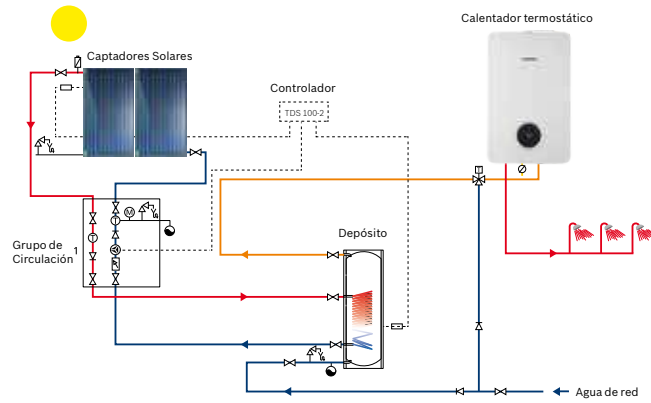 Calentador termostático
Captadores Solares
Controlador
TDS 100-2
Depósito
Grupo de
Circulación
1
T
M
T
Agua de red